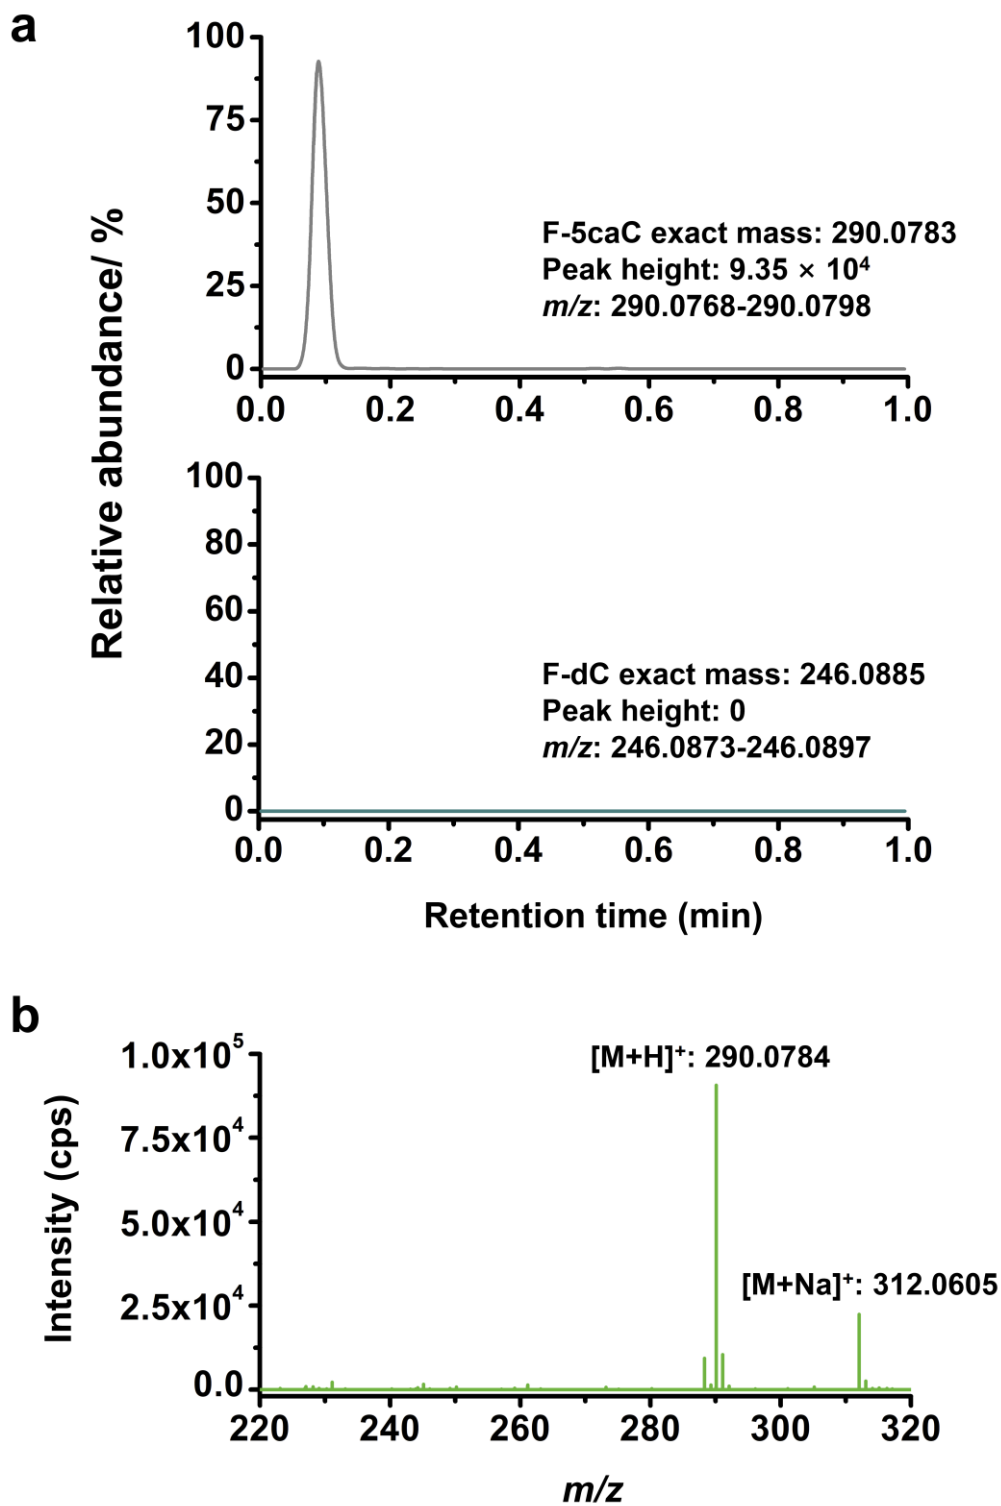 a
Relative abundance/ %
100
75
50
25
0
0.0 0.2 0.4 0.6 0.8 1.0
F-5caC exact mass: 290.0783
Peak height: 9.35 × 10⁴
m/z: 290.0768-290.0798
100
80
60
40
20
0
0.0 0.2 0.4 0.6 0.8 1.0
F-dC exact mass: 246.0885
Peak height: 0
m/z: 246.0873-246.0897
Retention time (min)
b
Intensity (cps)
1.0x10⁵
7.5x10⁴
5.0x10⁴
2.5x10⁴
0.0
[M+H]⁺: 290.0784
[M+Na]⁺: 312.0605
220 240 260 280 300 320
m/z